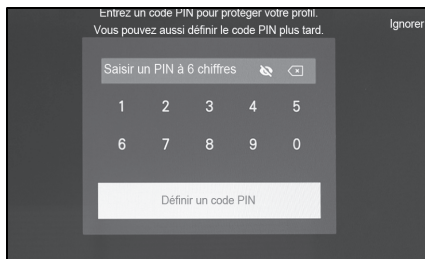 Entrez un code PIN pour protéger votre profil.
Vous pouvez aussi définir le code PIN plus tard.
Ignorer
Saisir un PIN à 6 chiffres
1 2 3 4 5
6 7 8 9 0
Définir un code PIN